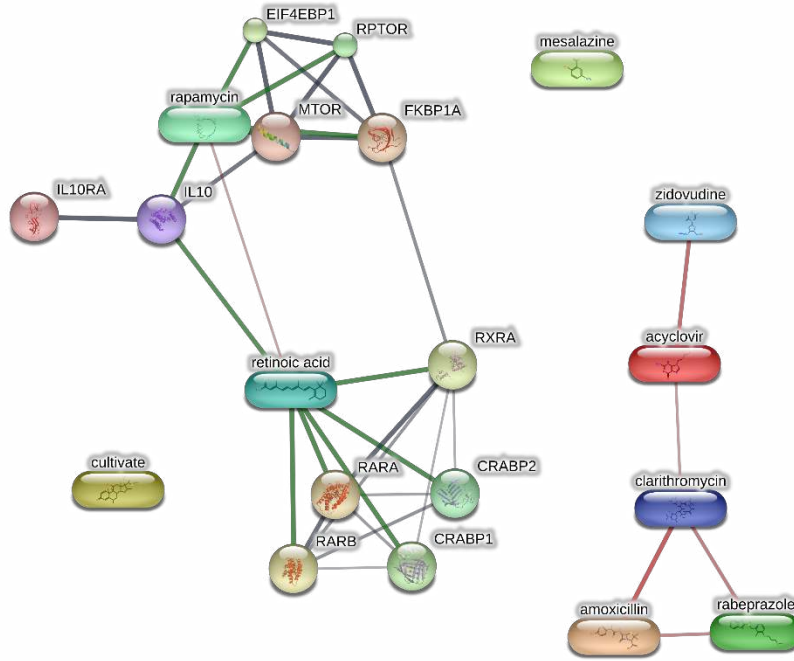 EIF4EBP1
RPTOR
mesalazine
rapamycin
MTOR
FKBP1A
IL10RA
IL10
zidovudine
RXRA
acyclovir
retinoic acid
cultivate
RARA
CRABP2
clarithromycin
RARB
CRABP1
amoxicillin
rabeprazole